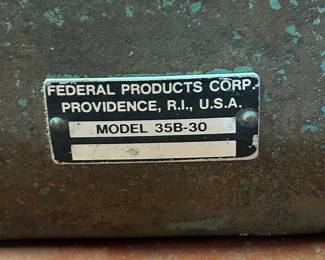 FEDERAL PRODUCTS CORP.
PROVIDENCE, R.I., U.S.A.
MODEL 35B-30